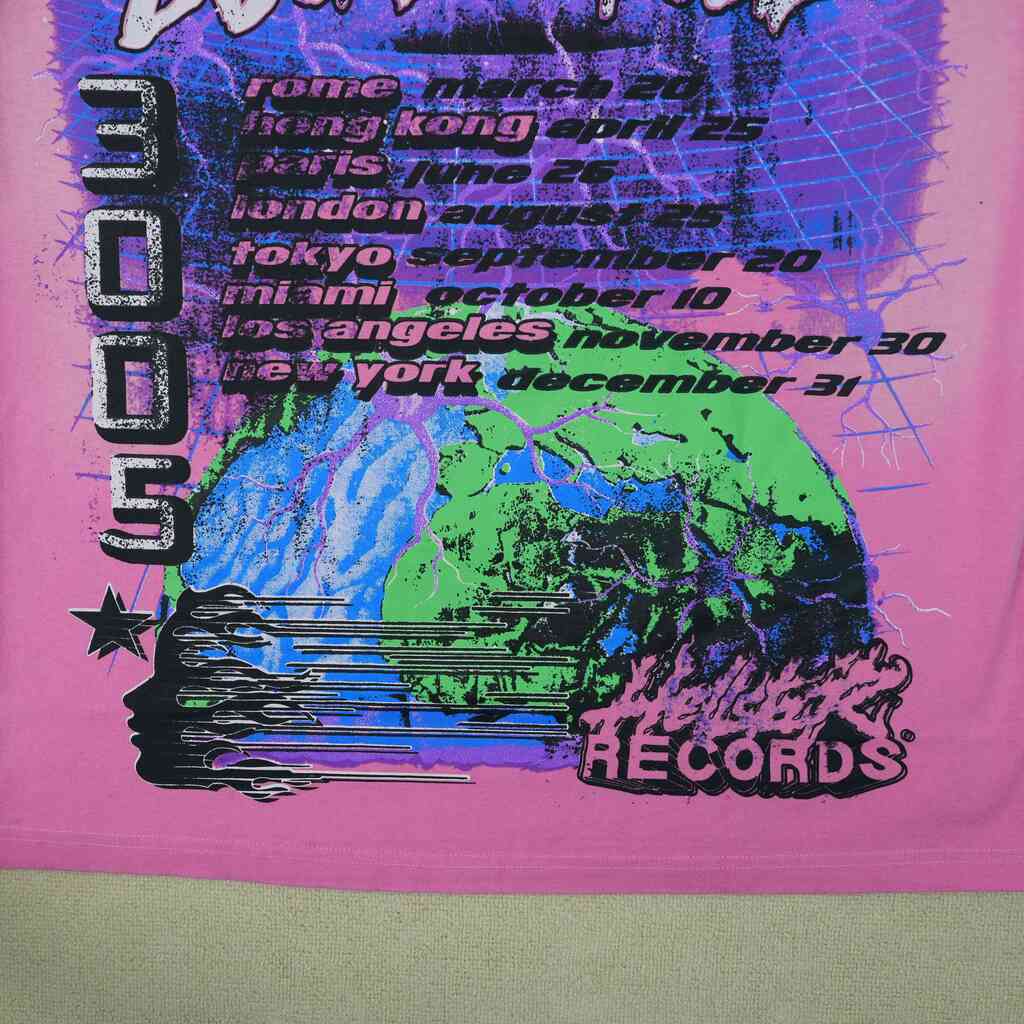 3005
rome march 20
hong kong april 25
paris june 26
london august 25
tokyo september 20
miami october 10
los angeles november 30
new york december 31
Hellstar
RECORDS®